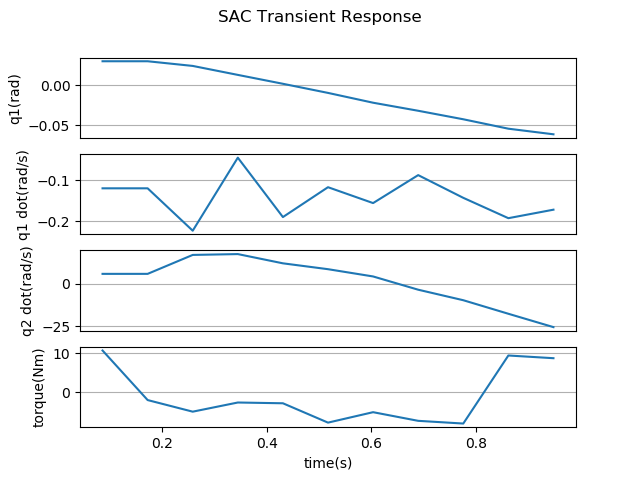 SAC Transient Response
q1(rad)
0.00
−0.05
q1 dot(rad/s)
−0.1
−0.2
q2 dot(rad/s)
0
−25
torque(Nm)
10
0
0.2 0.4 0.6 0.8
time(s)